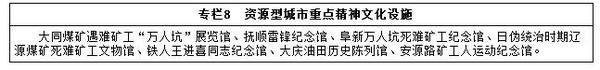 专栏8 资源型城市重点精神文化设施
大同煤矿遇难矿工“万人坑”展览馆、抚顺雷锋纪念馆、阜新万人坑死难矿工纪念馆、日伪统治时期辽
源煤矿死难矿工文物馆、铁人王进喜同志纪念馆、大庆油田历史陈列馆、安源路矿工人运动纪念馆。